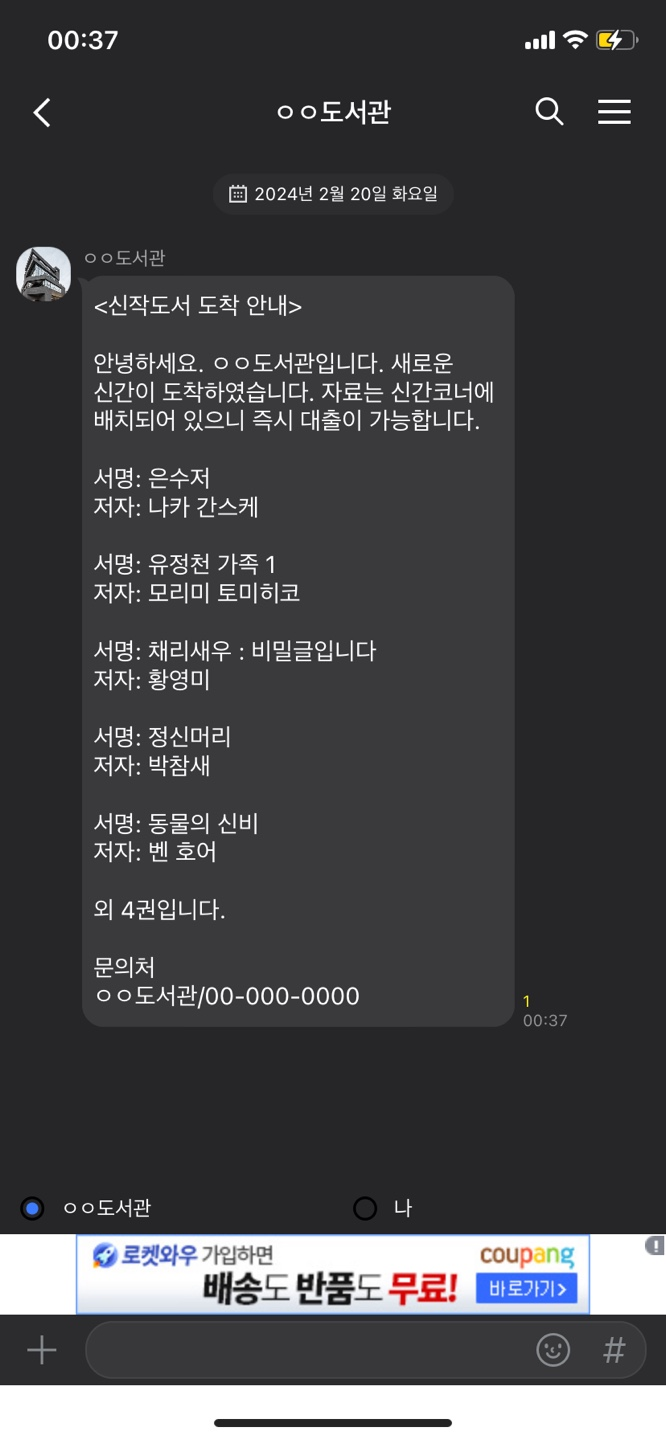 00:37
ㅇㅇ도서관
2024년 2월 20일 화요일
ㅇㅇ도서관
<신작도서 도착 안내>
안녕하세요. ㅇㅇ도서관입니다. 새로운
신간이 도착하였습니다. 자료는 신간코너에
배치되어 있으니 즉시 대출이 가능합니다.
서명: 은수저
저자: 나카 간스케
서명: 유정천 가족 1
저자: 모리미 토미히코
서명: 채리새우 : 비밀글입니다
저자: 황영미
서명: 정신머리
저자: 박참새
서명: 동물의 신비
저자: 벤 호어
외 4권입니다.
문의처
ㅇㅇ도서관/00-000-0000
1
00:37
ㅇㅇ도서관
나
로켓와우 가입하면
배송도 반품도 무료!
coupang
바로가기>
#